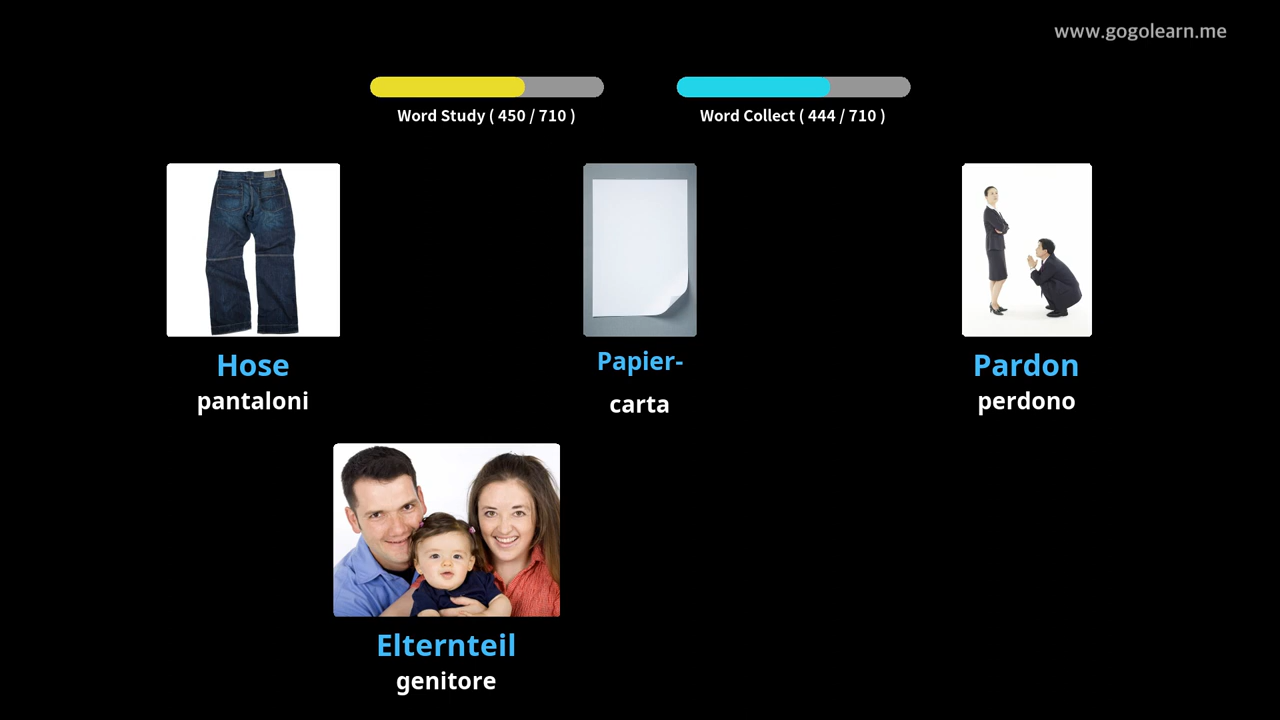 www.gogolearn.me
Word Study ( 450 / 710 )
Word Collect ( 444 / 710 )
Hose
pantaloni
Papier-
carta
Pardon
perdono
Elternteil
genitore